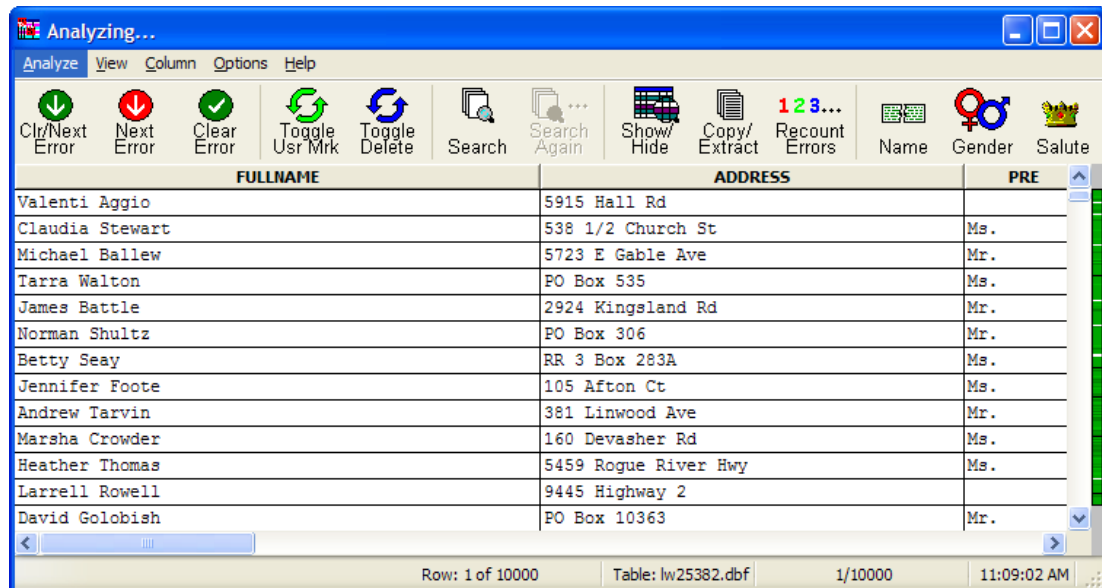 Analyzing...
Analyze View Column Options Help
Clr/Next Error Next Error Clear Error Toggle Usr Mrk Toggle Delete Search Search Again ... Show/ Hide Copy/ Extract 1 2 3... Recount Errors Name Gender Salute
FULLNAME ADDRESS PRE
Valenti Aggio 5915 Hall Rd
Claudia Stewart 538 1/2 Church St Ms.
Michael Ballew 5723 E Gable Ave Mr.
Tarra Walton PO Box 535 Ms.
James Battle 2924 Kingsland Rd Mr.
Norman Shultz PO Box 306 Mr.
Betty Seay RR 3 Box 283A Ms.
Jennifer Foote 105 Afton Ct Ms.
Andrew Tarvin 381 Linwood Ave Mr.
Marsha Crowder 160 Devasher Rd Ms.
Heather Thomas 5459 Rogue River Hwy Ms.
Larrell Rowell 9445 Highway 2
David Golobish PO Box 10363 Mr.
Row: 1 of 10000 Table: lw25382.dbf 1/10000 11:09:02 AM